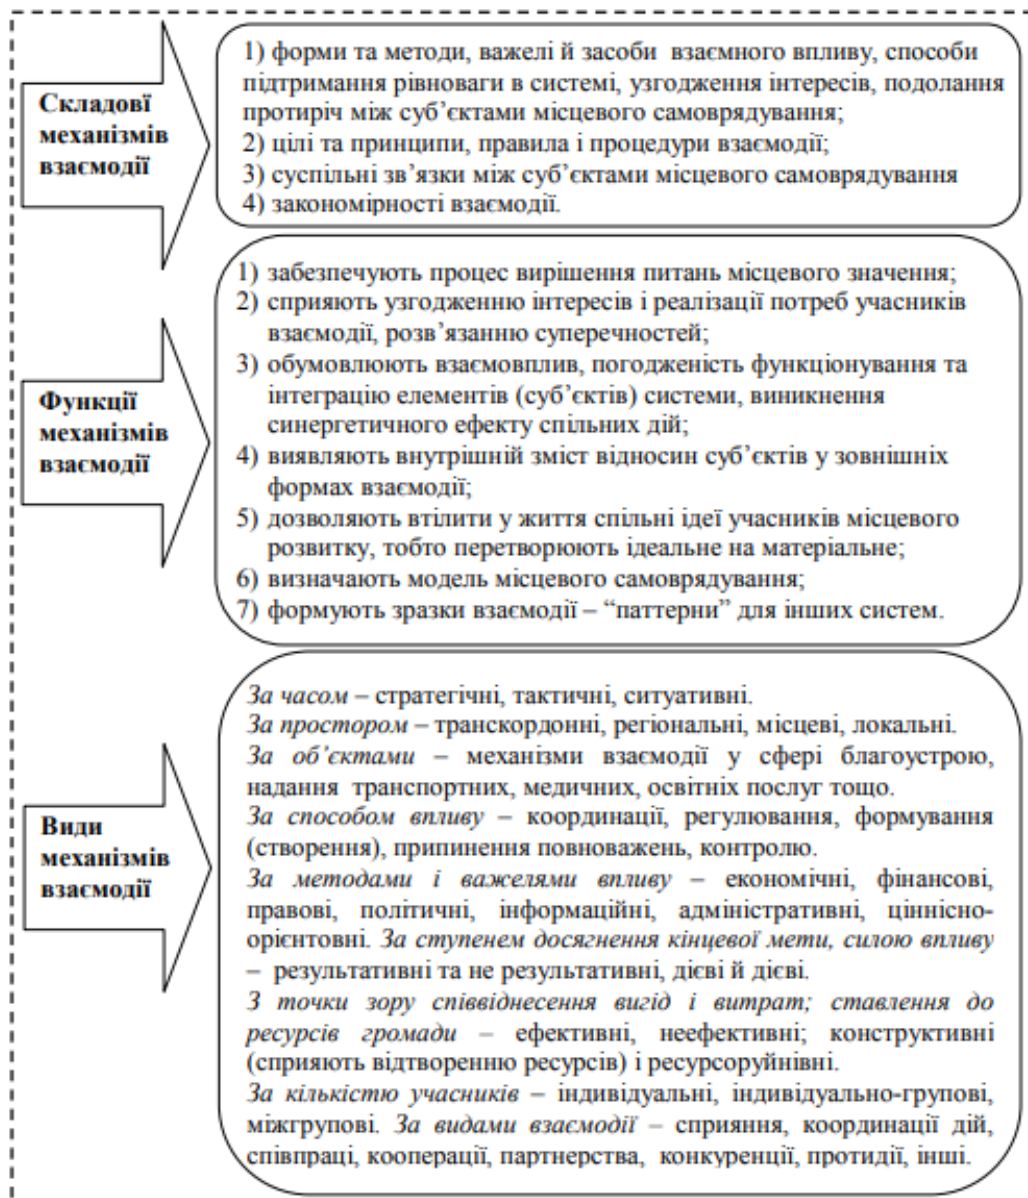 Складові
механізмів
взаємодії
1) форми та методи, важелі й засоби взаємного впливу, способи
підтримання рівноваги в системі, узгодження інтересів, подолання
протиріч між суб’єктами місцевого самоврядування;
2) цілі та принципи, правила і процедури взаємодії;
3) суспільні зв’язки між суб’єктами місцевого самоврядування
4) закономірності взаємодії.
Функції
механізмів
взаємодії
1) забезпечують процес вирішення питань місцевого значення;
2) сприяють узгодженню інтересів і реалізації потреб учасників
взаємодії, розв’язанню суперечностей;
3) обумовлюють взаємовплив, погодженість функціонування та
інтеграцію елементів (суб’єктів) системи, виникнення
синергетичного ефекту спільних дій;
4) виявляють внутрішній зміст відносин суб’єктів у зовнішніх
формах взаємодії;
5) дозволяють втілити у життя спільні ідеї учасників місцевого
розвитку, тобто перетворюють ідеальне на матеріальне;
6) визначають модель місцевого самоврядування;
7) формують зразки взаємодії – “паттерни” для інших систем.
Види
механізмів
взаємодії
За часом – стратегічні, тактичні, ситуативні.
За простором – транскордонні, регіональні, місцеві, локальні.
За об’єктами – механізми взаємодії у сфері благоустрою,
надання транспортних, медичних, освітніх послуг тощо.
За способом впливу – координації, регулювання, формування
(створення), припинення повноважень, контролю.
За методами і важелями впливу – економічні, фінансові,
правові, політичні, інформаційні, адміністративні, ціннісно-
орієнтовні. За ступенем досягнення кінцевої мети, силою впливу
– результативні та не результативні, дієві й дієві.
З точки зору співвіднесення вигід і витрат; ставлення до
ресурсів громади – ефективні, неефективні; конструктивні
(сприяють відтворенню ресурсів) і ресурсоруйнівні.
За кількістю учасників – індивідуальні, індивідуально-групові,
міжгрупові. За видами взаємодії – сприяння, координації дій,
співпраці, кооперації, партнерства, конкуренції, протидії, інші.